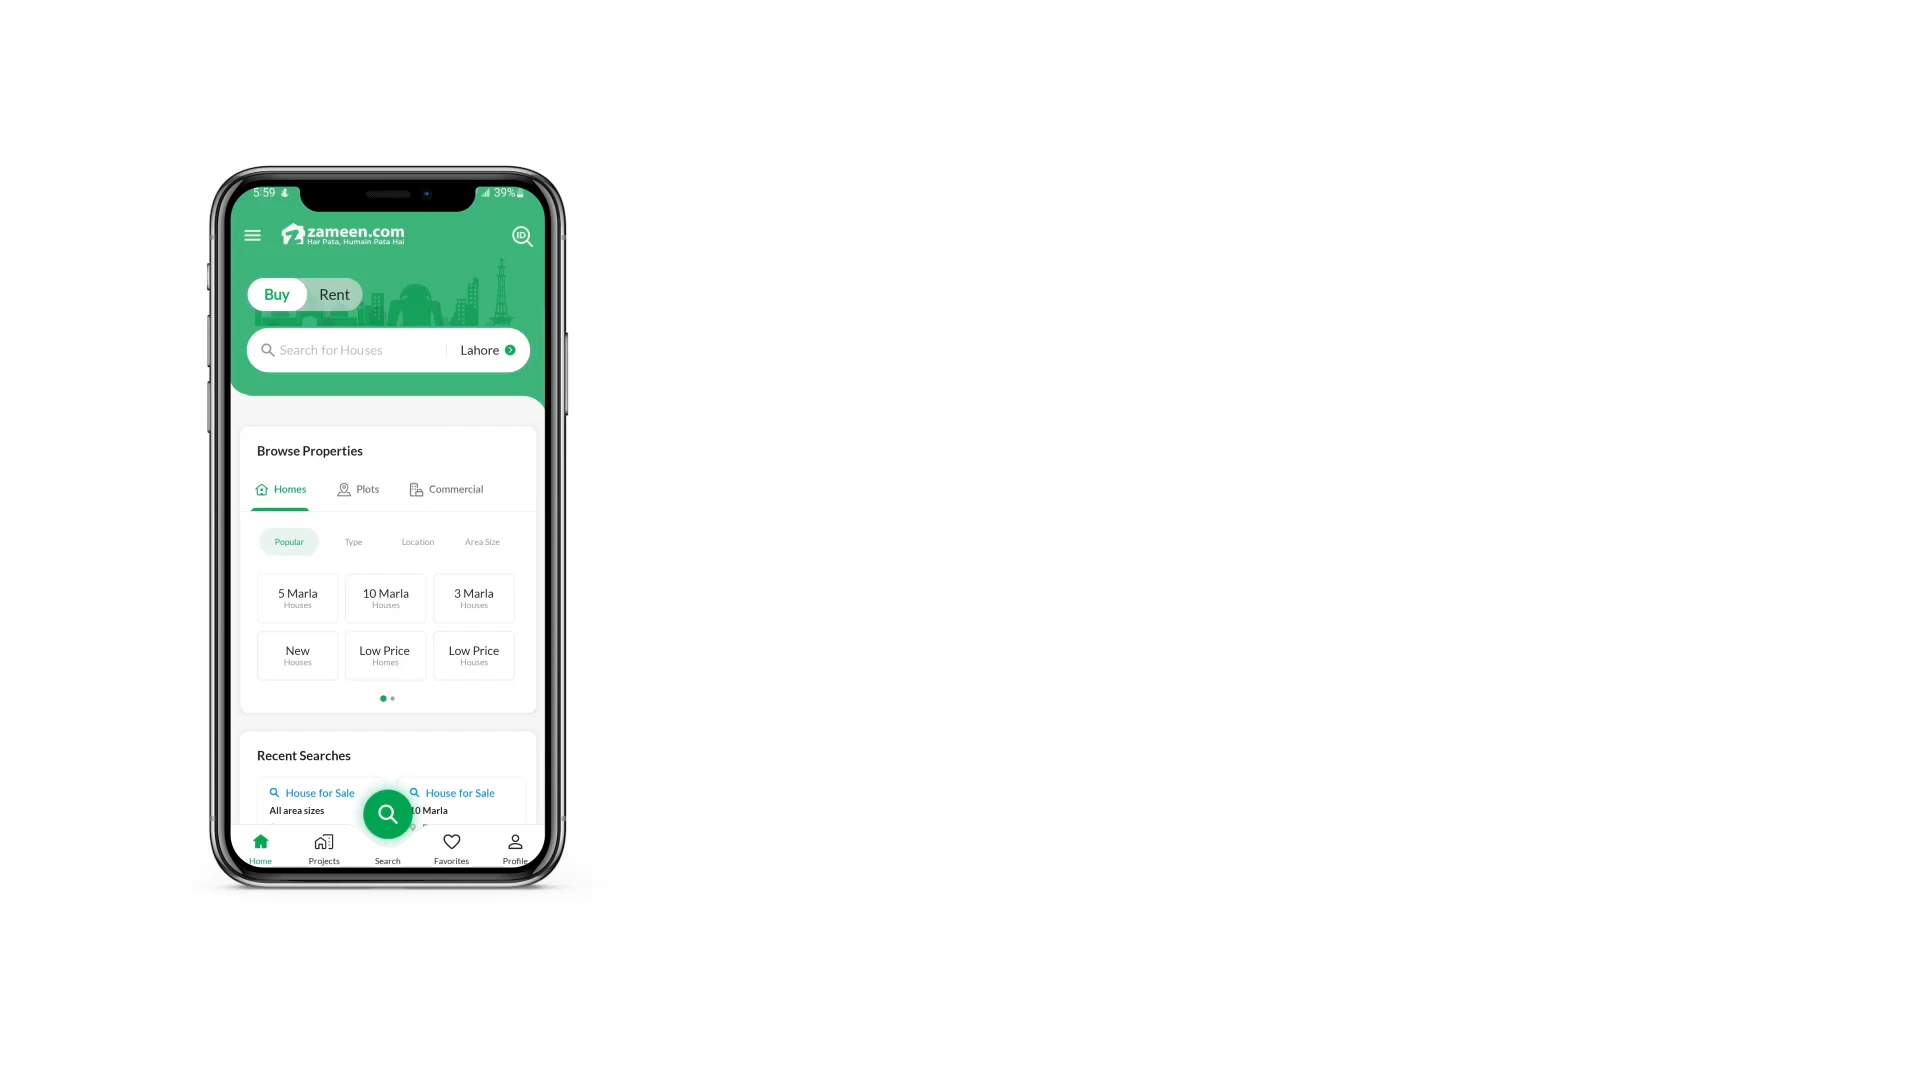 5:59
39%
zameen.com
Har Pata, Humain Pata Hai
ID
Buy Rent
Search for Houses
Lahore
Browse Properties
Homes Plots Commercial
Popular Type Location Area Size
5 Marla 10 Marla 3 Marla
Houses Houses Houses
New Low Price Low Price
Houses Homes Houses
Recent Searches
House for Sale House for Sale
All area sizes 10 Marla
Home Projects Search Favorites Profile